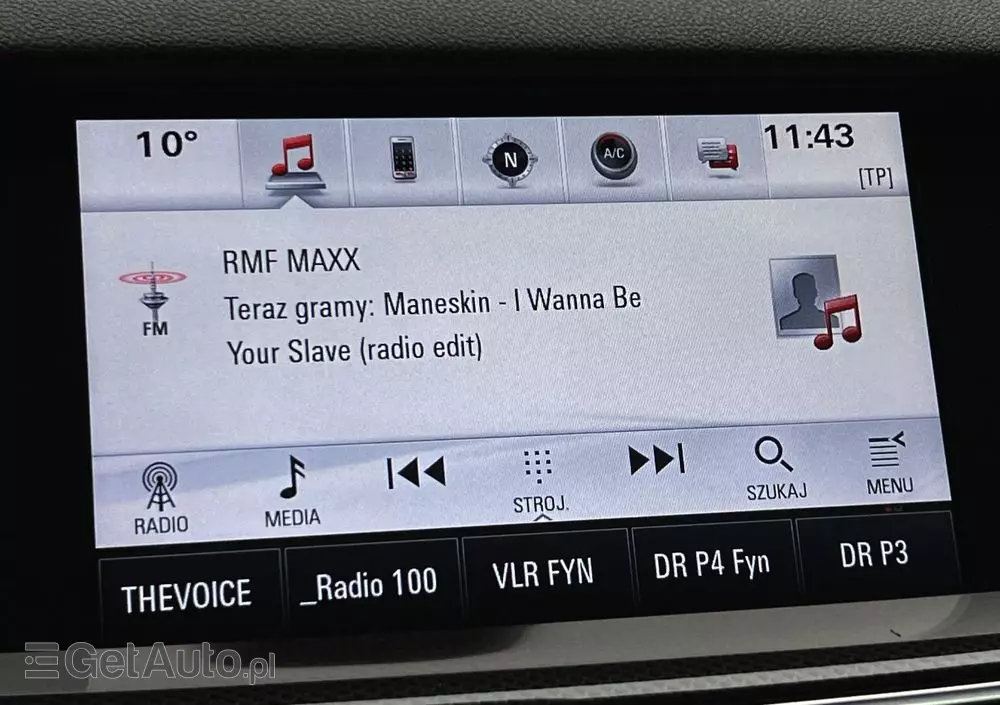 10°
N
A/C
11:43
[TP]
RMF MAXX
Teraz gramy: Maneskin - I Wanna Be
Your Slave (radio edit)
FM
RADIO
MEDIA
STROJ.
SZUKAJ
MENU
THEVOICE
_Radio 100
VLR FYN
DR P4 Fyn
DR P3
GetAuto.pl